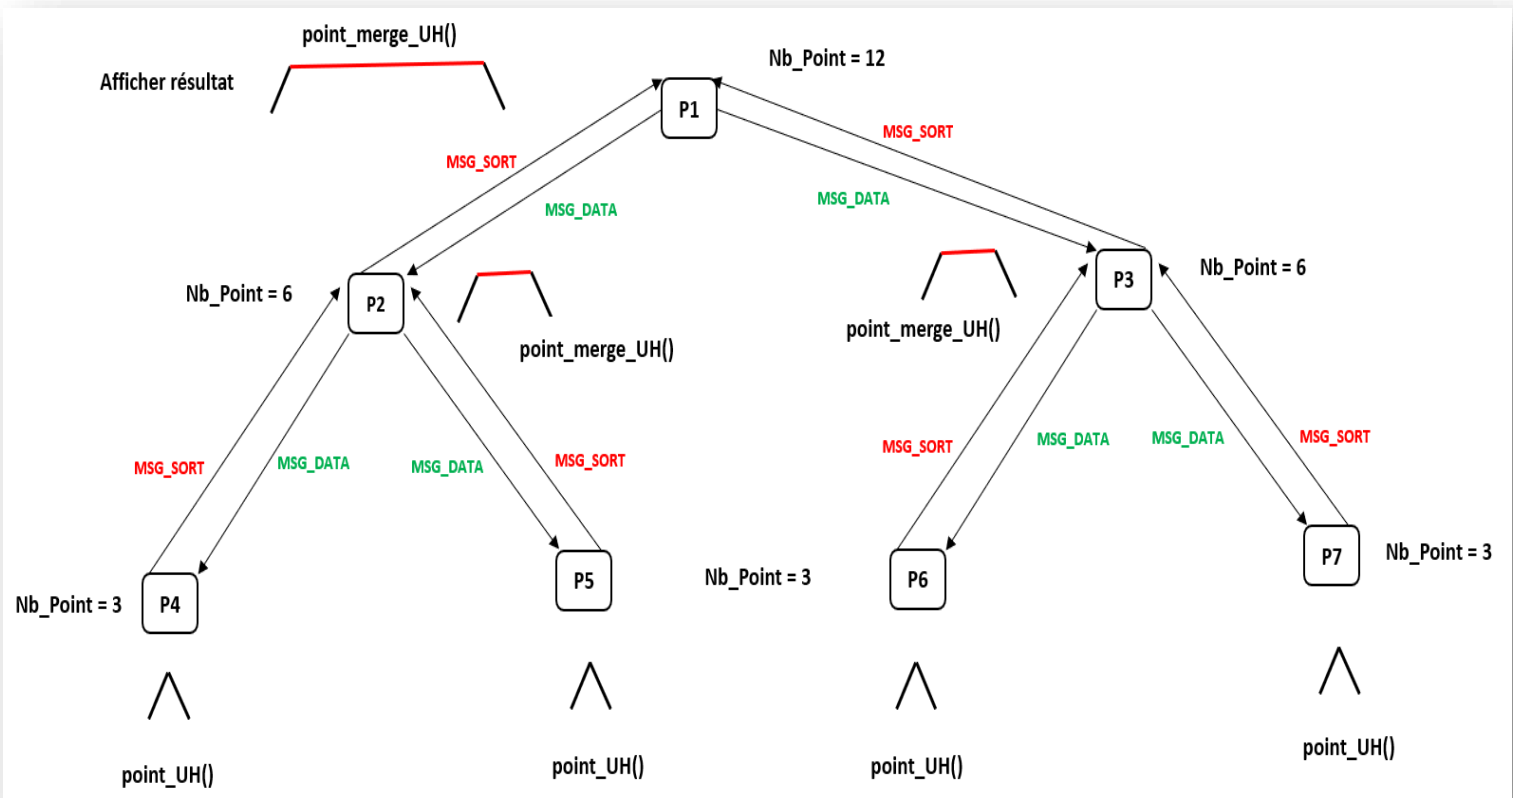 point_merge_UH()
Nb_Point = 12
Afficher résultat
P1
MSG_SORT
MSG_SORT
MSG_DATA
MSG_DATA
P2
Nb_Point = 6
P3
Nb_Point = 6
point_merge_UH()
point_merge_UH()
MSG_SORT
MSG_DATA
MSG_DATA
MSG_SORT
MSG_SORT
MSG_DATA
MSG_DATA
MSG_SORT
Nb_Point = 3
P4
P5
Nb_Point = 3
P6
P7
Nb_Point = 3
point_UH()
point_UH()
point_UH()
point_UH()